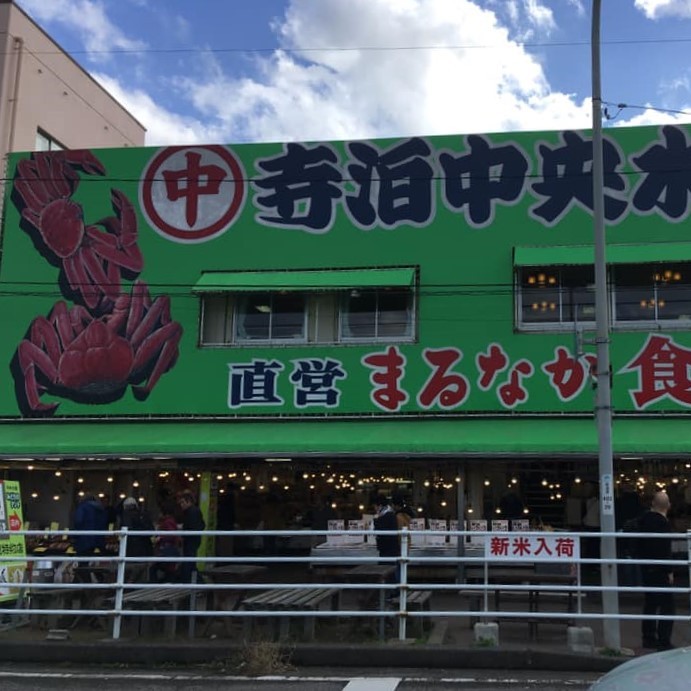 中 寺泊中央水
直営 まるなか食
新米入荷